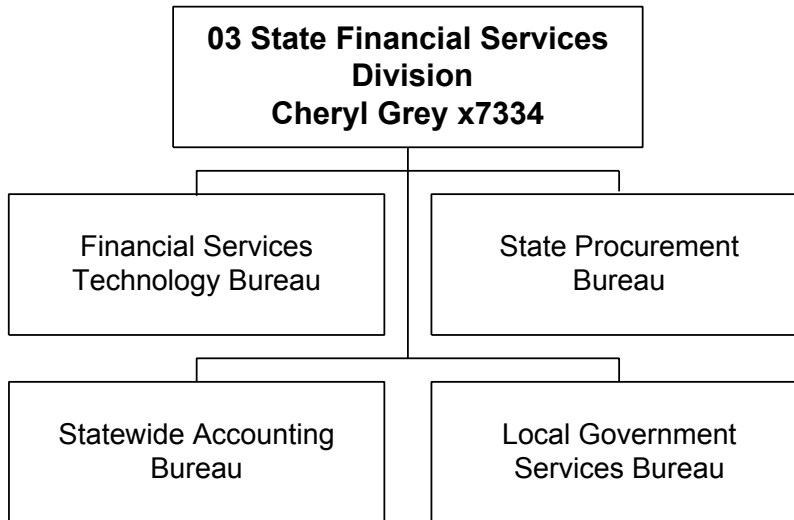 03 State Financial Services
Division
Cheryl Grey x7334
Financial Services
Technology Bureau
State Procurement
Bureau
Statewide Accounting
Bureau
Local Government
Services Bureau